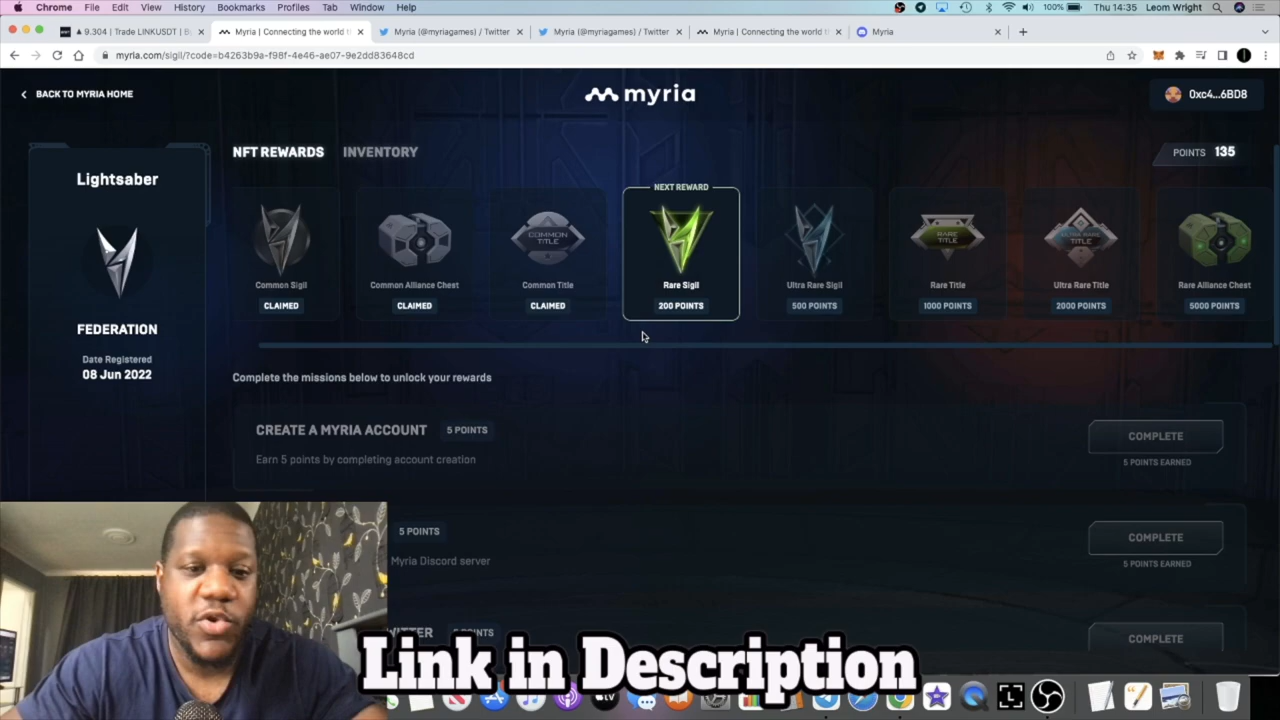 Chrome File Edit View History Bookmarks Profiles Tab Window Help 100% Thu 14:35 Leom Wright
▲ 9.304 | Trade LINKUSDT | B
Myria | Connecting the world t
Myria (@myriagames) / Twitter
Myria (@myriagames) / Twitter
Myria | Connecting the world t
Myria
myria.com/sigil/?code=b4263b9a-f98f-4e46-ae07-9e2dd83648cd
BACK TO MYRIA HOME
myria
0xc4...6BD8
Lightsaber
FEDERATION
Date Registered
08 Jun 2022
NFT REWARDS INVENTORY
POINTS 135
NEXT REWARD
COMMON TITLE
RARE TITLE
ULTRA RARE TITLE
Common Sigil
CLAIMED
Common Alliance Chest
CLAIMED
Common Title
CLAIMED
Rare Sigil
200 POINTS
Ultra Rare Sigil
500 POINTS
Rare Title
1000 POINTS
Ultra Rare Title
2000 POINTS
Rare Alliance Chest
5000 POINTS
Complete the missions below to unlock your rewards
CREATE A MYRIA ACCOUNT 5 POINTS
Earn 5 points by completing account creation
COMPLETE
5 POINTS EARNED
5 POINTS
Myria Discord server
COMPLETE
5 POINTS EARNED
COMPLETE
Link in Description